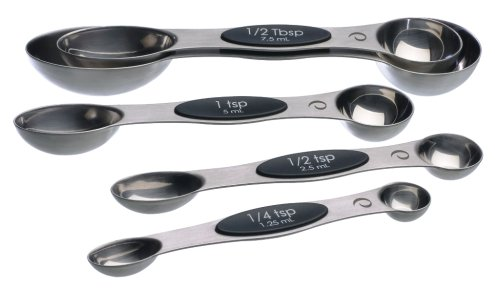 1/2 Tbsp
7.5 mL
1 tsp
5 mL
1/2 tsp
2.5 mL
1/4 tsp
1.25 mL